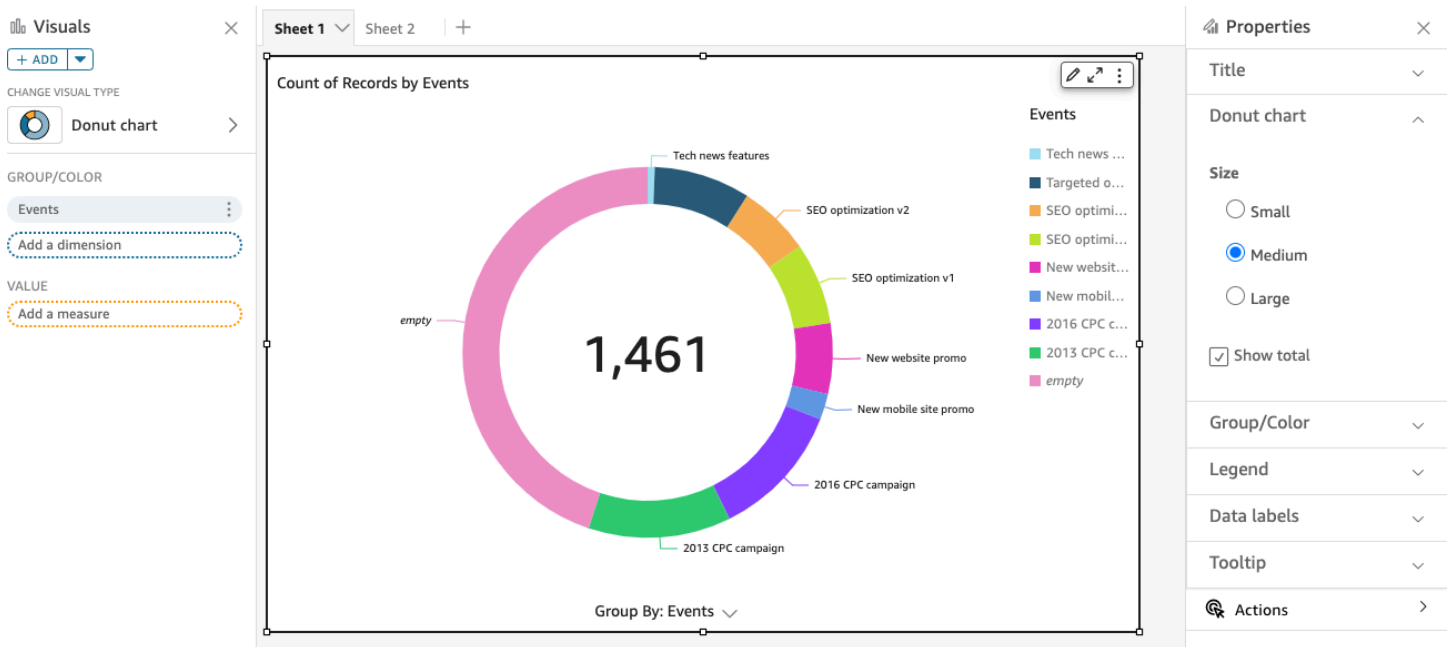 Visuals
+ ADD
CHANGE VISUAL TYPE
Donut chart
GROUP/COLOR
Events
Add a dimension
VALUE
Add a measure
Sheet 1
Sheet 2
Count of Records by Events
Tech news features
SEO optimization v2
SEO optimization v1
empty
1,461
New website promo
New mobile site promo
2016 CPC campaign
2013 CPC campaign
Group By: Events
Events
Tech news ...
Targeted o...
SEO optimi...
SEO optimi...
New websit...
New mobil...
2016 CPC c...
2013 CPC c...
empty
Properties
Title
Donut chart
Size
Small
Medium
Large
Show total
Group/Color
Legend
Data labels
Tooltip
Actions